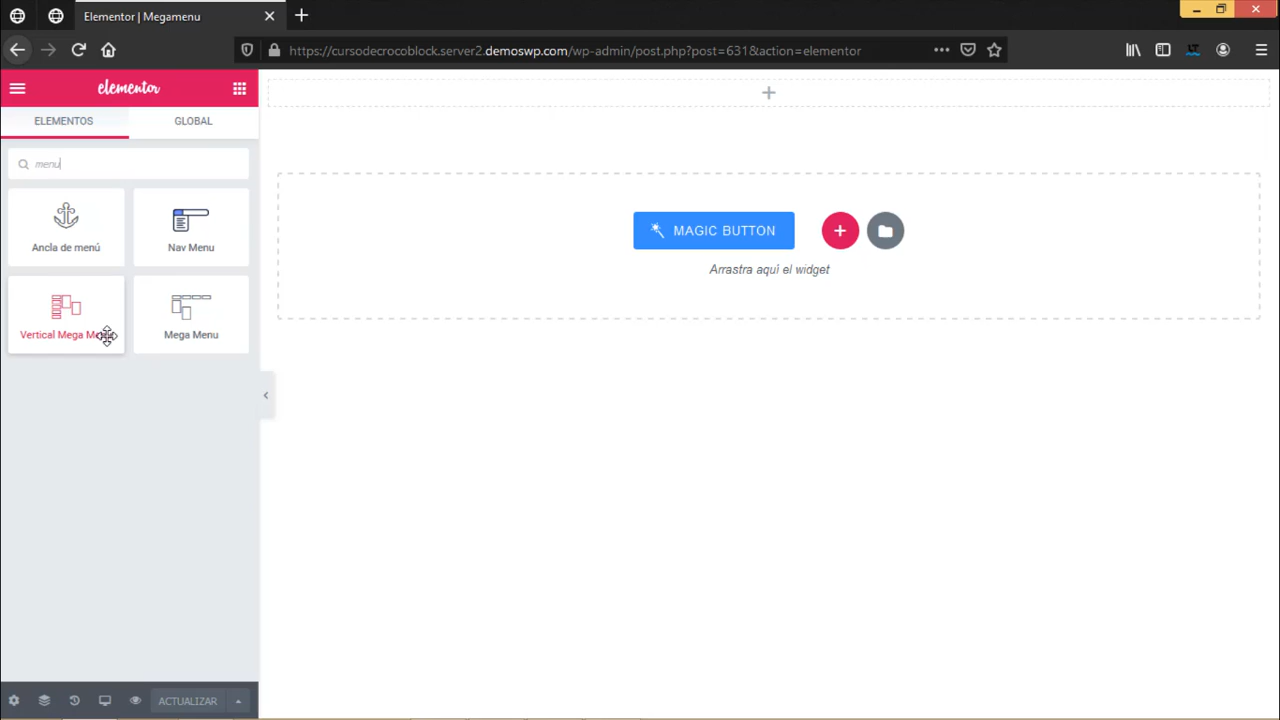 Elementor | Megamenu
https://cursodecrocoblock.server2.demoswp.com/wp-admin/post.php?post=631&action=elementor
elementor
ELEMENTOS
GLOBAL
menu
Ancla de menú
Nav Menu
Vertical Mega
Mega Menu
MAGIC BUTTON
Arrastra aquí el widget
ACTUALIZAR